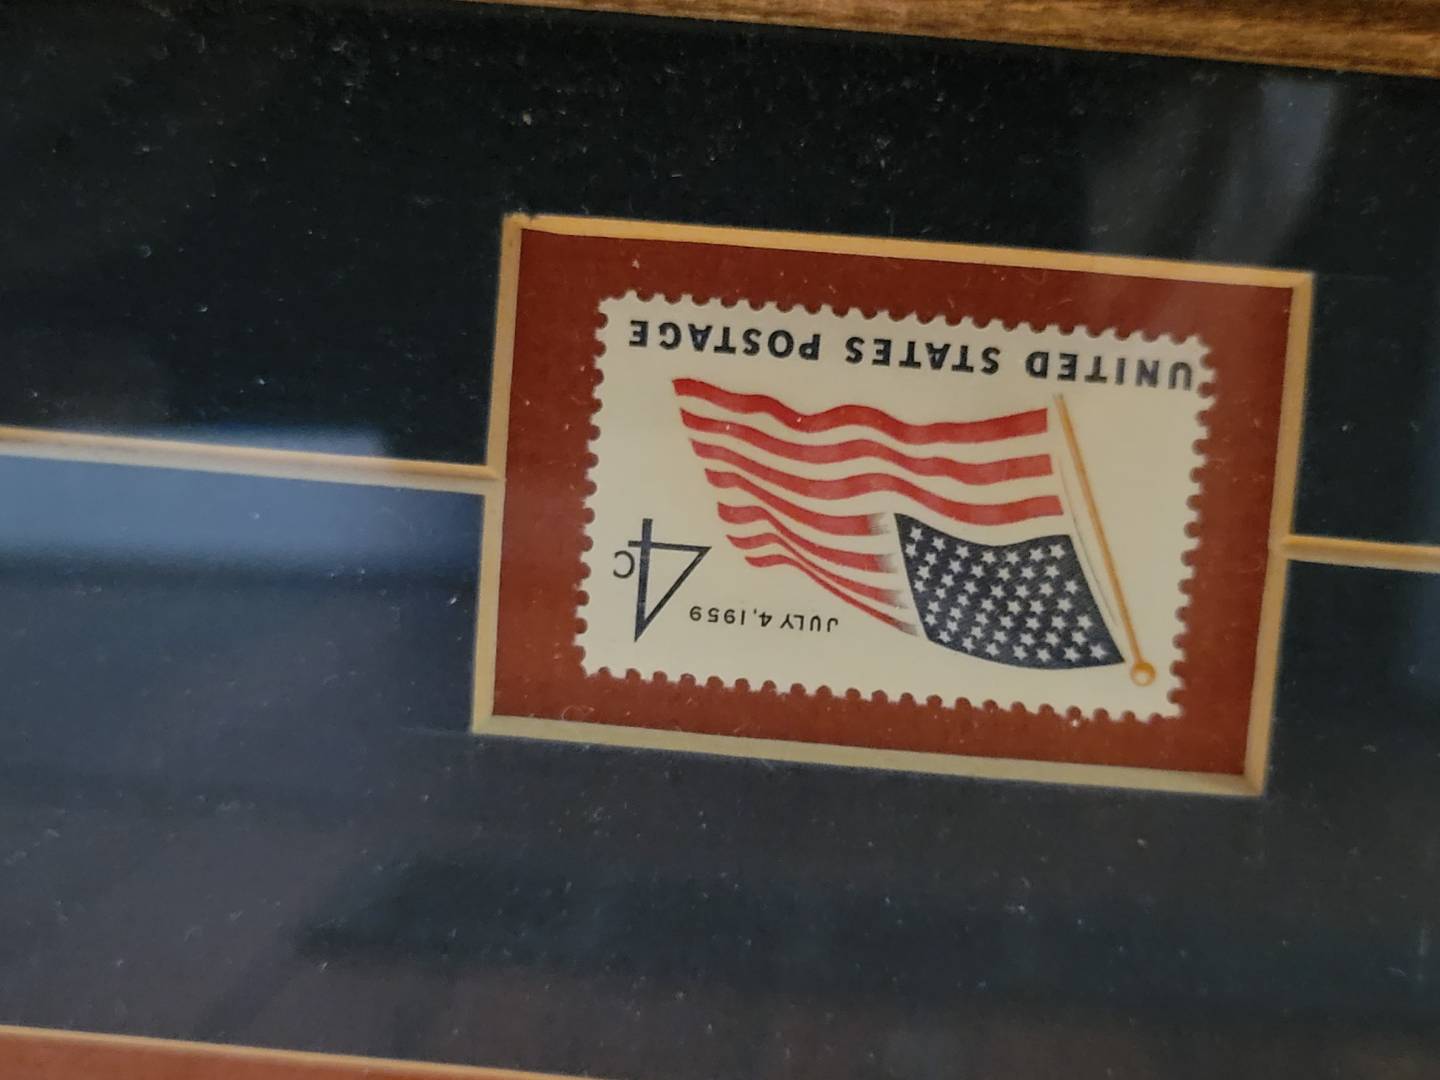 JULY 4, 1959
4c
UNITED STATES POSTAGE